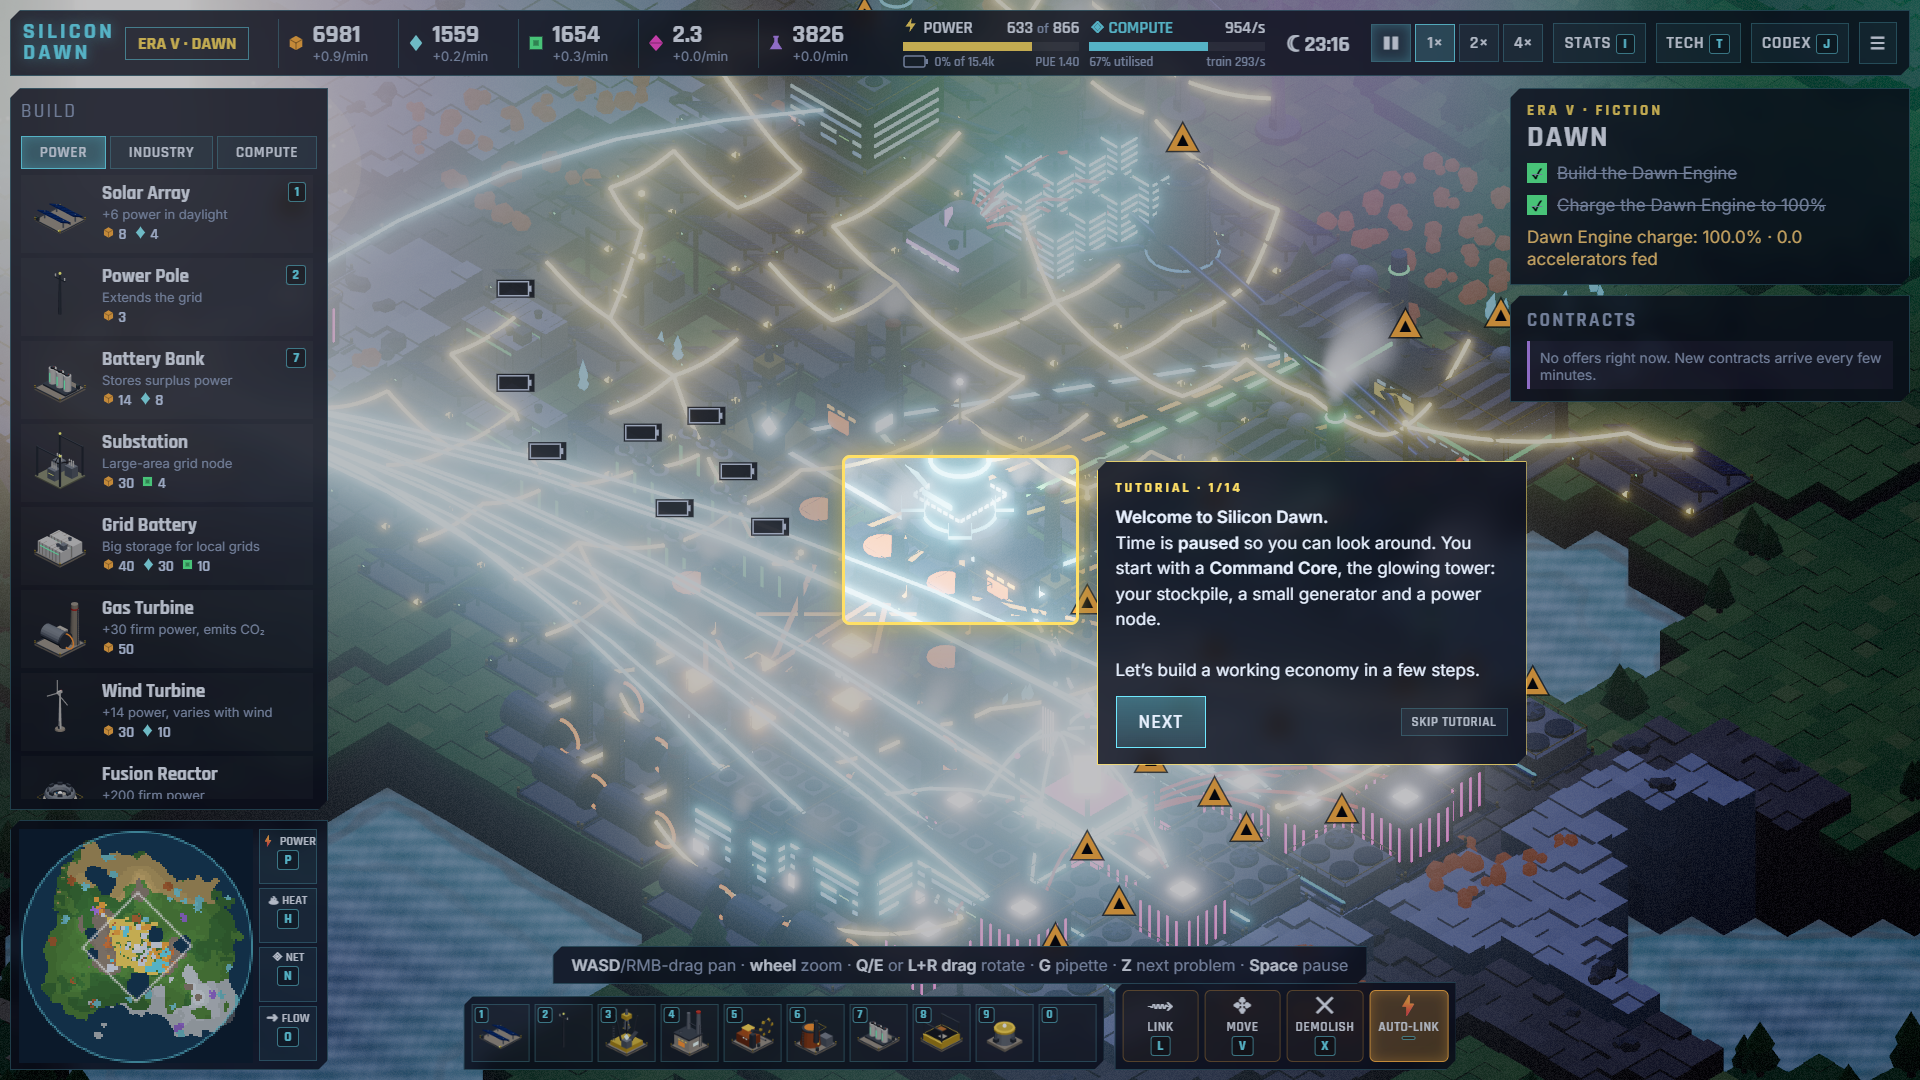 SILICON DAWN
ERA V · DAWN
6981
+0.9/min
1559
+0.2/min
1654
+0.3/min
2.3
+0.0/min
3826
+0.0/min
POWER 633 of 866
0% of 15.4k PUE 1.40
COMPUTE 954/s
67% utilised train 293/s
23:16
1×
2×
4×
STATS I
TECH T
CODEX J
BUILD
POWER
INDUSTRY
COMPUTE
Solar Array 1
+6 power in daylight
8 4
Power Pole 2
Extends the grid
3
Battery Bank 7
Stores surplus power
14 8
Substation
Large-area grid node
30 4
Grid Battery
Big storage for local grids
40 30 10
Gas Turbine
+30 firm power, emits CO₂
50
Wind Turbine
+14 power, varies with wind
30 10
Fusion Reactor
+200 firm power
ERA V · FICTION
DAWN
Build the Dawn Engine
Charge the Dawn Engine to 100%
Dawn Engine charge: 100.0% · 0.0
accelerators fed
CONTRACTS
No offers right now. New contracts arrive every few
minutes.
TUTORIAL · 1/14
Welcome to Silicon Dawn.
Time is paused so you can look around. You
start with a Command Core, the glowing tower:
your stockpile, a small generator and a power
node.
Let's build a working economy in a few steps.
NEXT
SKIP TUTORIAL
POWER
P
HEAT
H
NET
N
FLOW
O
WASD/RMB-drag pan · wheel zoom · Q/E or L+R drag rotate · G pipette · Z next problem · Space pause
1
2
3
4
5
6
7
8
9
0
LINK
L
MOVE
V
DEMOLISH
X
AUTO-LINK